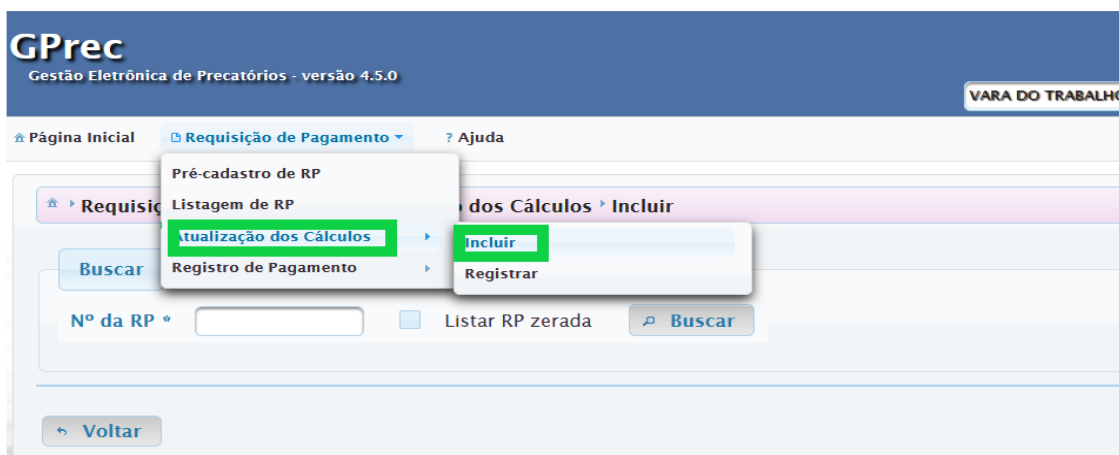 GPrec
Gestão Eletrônica de Precatórios - versão 4.5.0
VARA DO TRABALHO
Página Inicial Requisição de Pagamento ? Ajuda
Pré-cadastro de RP
Requisiç Listagem de RP dos Cálculos Incluir
Atualização dos Cálculos Incluir
Buscar Registro de Pagamento Registrar
Nº da RP * Listar RP zerada Buscar
Voltar